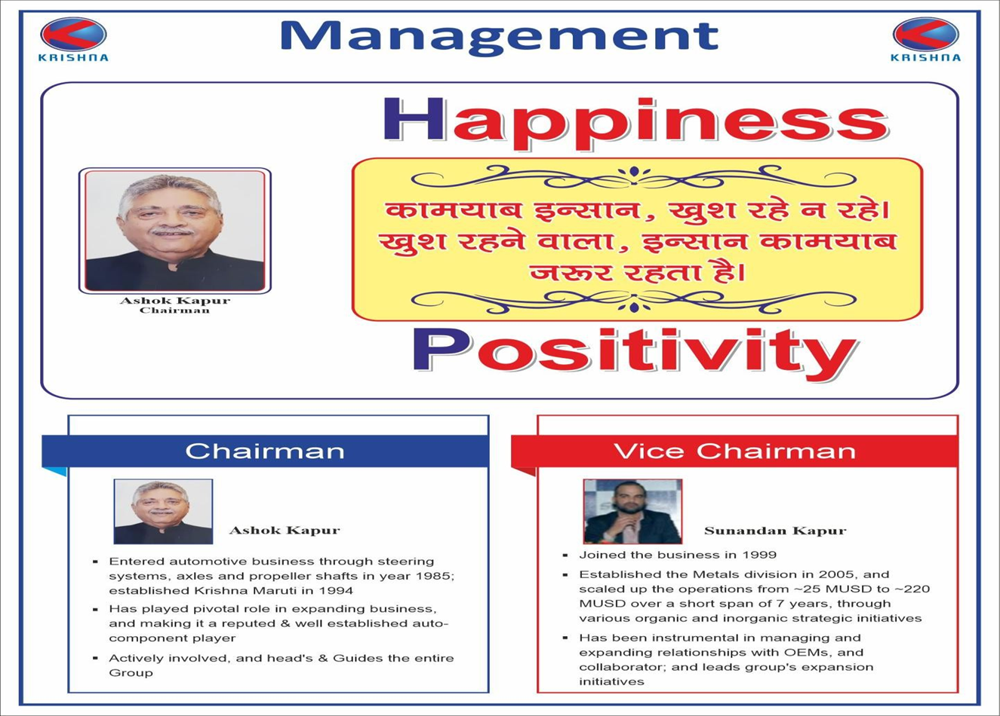 KRISHNA
Management
KRISHNA
Happiness
कामयाब इन्सान, खुश रहे न रहे।
खुश रहने वाला, इन्सान कामयाब
जरूर रहता है।
Positivity
Ashok Kapur
Chairman
Chairman
Ashok Kapur
▪ Entered automotive business through steering
systems, axles and propeller shafts in year 1985;
established Krishna Maruti in 1994
▪ Has played pivotal role in expanding business,
and making it a reputed & well established auto-
component player
▪ Actively involved, and head's & Guides the entire
Group
Vice Chairman
Sunandan Kapur
▪ Joined the business in 1999
▪ Established the Metals division in 2005, and
scaled up the operations from ~25 MUSD to ~220
MUSD over a short span of 7 years, through
various organic and inorganic strategic initiatives
▪ Has been instrumental in managing and
expanding relationships with OEMs, and
collaborator; and leads group's expansion
initiatives